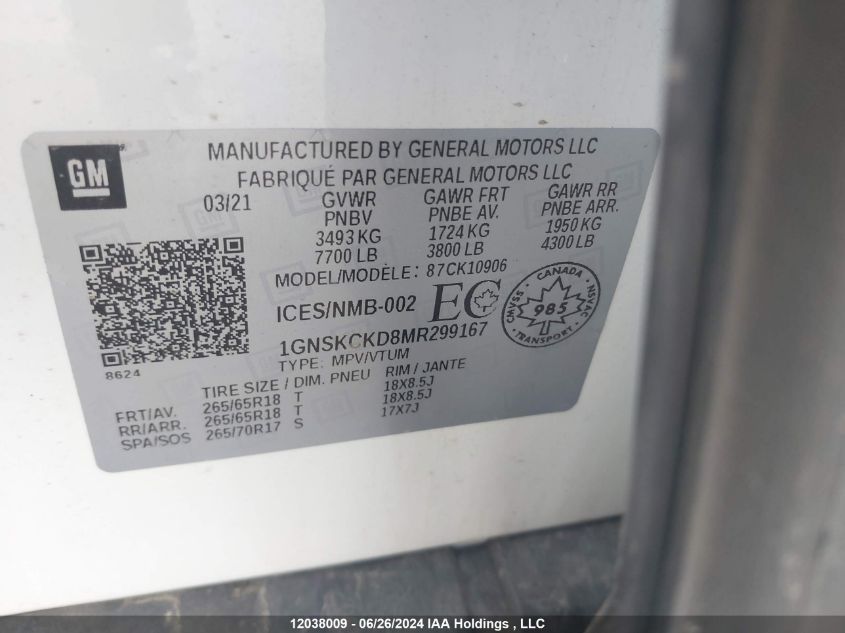 GM
MANUFACTURED BY GENERAL MOTORS LLC
FABRIQUÉ PAR GENERAL MOTORS LLC
03/21 GVWR GAWR FRT GAWR RR
PNBV PNBE AV. PNBE ARR.
3493 KG 1724 KG 1950 KG
7700 LB 3800 LB 4300 LB
MODEL/MODÈLE: 87CK10906
ICES/NMB-002 EC
CANADA
CMVSS 985 NSVAC
TRANSPORT
1GNSKCKD8MR299167
TYPE: MPV/VTUM
8624
TIRE SIZE / DIM. PNEU RIM / JANTE
FRT/AV. 265/65R18 T 18X8.5J
RR/ARR. 265/65R18 T 18X8.5J
SPA/SOS 265/70R17 S 17X7J
12038009 - 06/26/2024 IAA Holdings , LLC